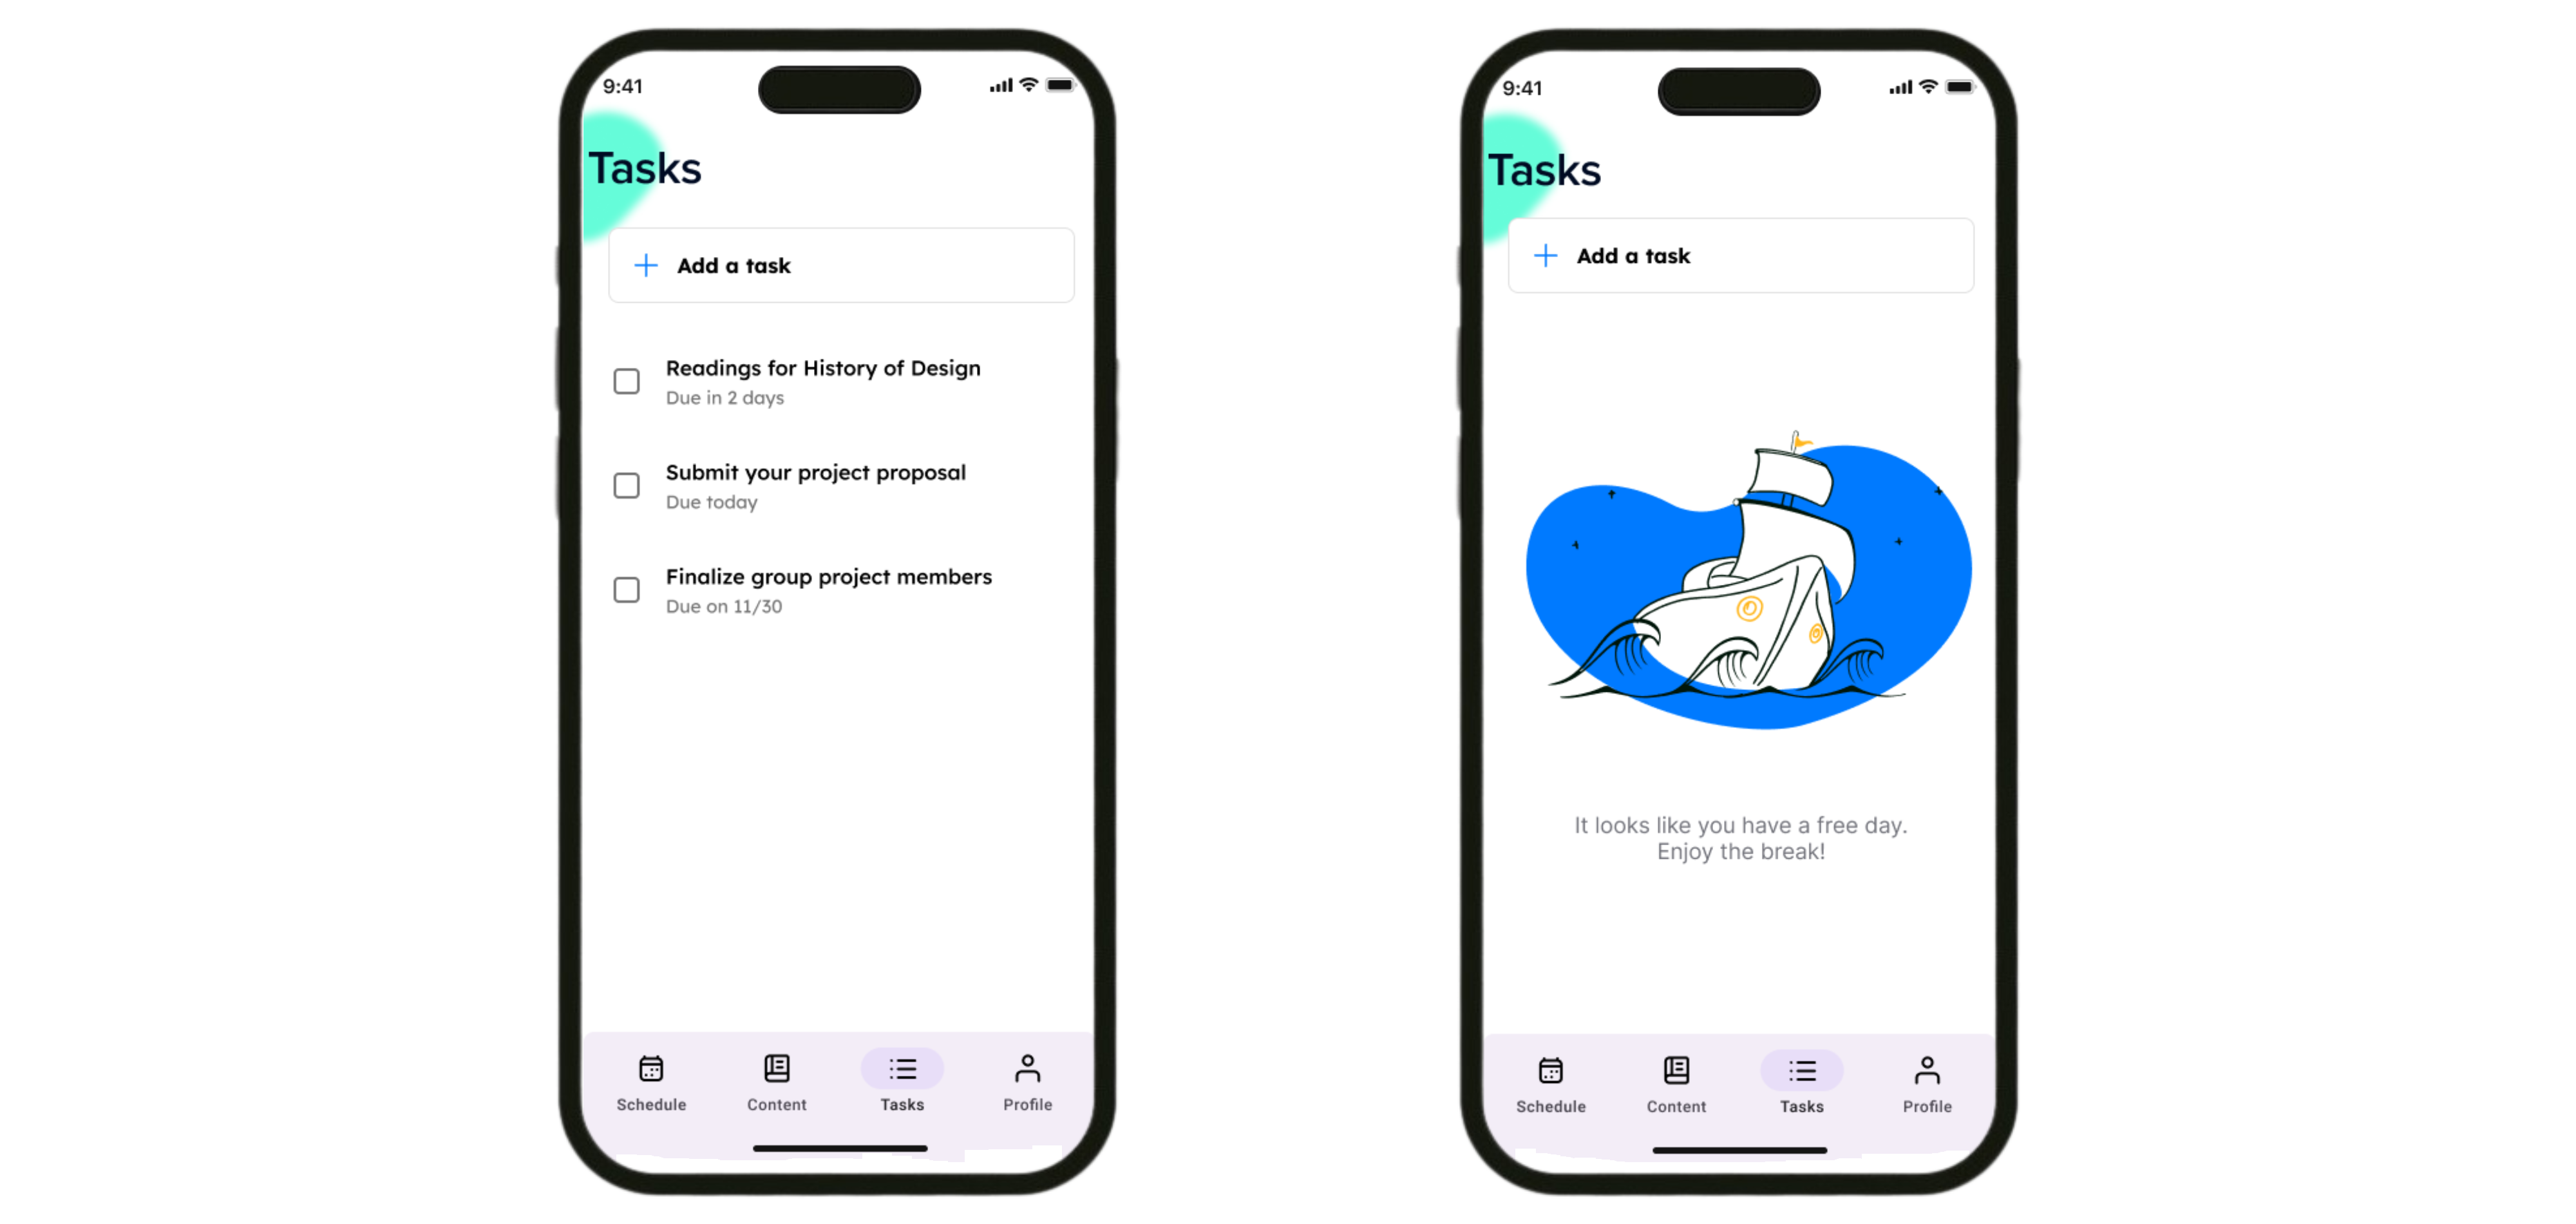 9:41
Tasks
Add a task
Readings for History of Design
Due in 2 days
Submit your project proposal
Due today
Finalize group project members
Due on 11/30
Schedule
Content
Tasks
Profile
9:41
Tasks
Add a task
It looks like you have a free day.
Enjoy the break!
Schedule
Content
Tasks
Profile